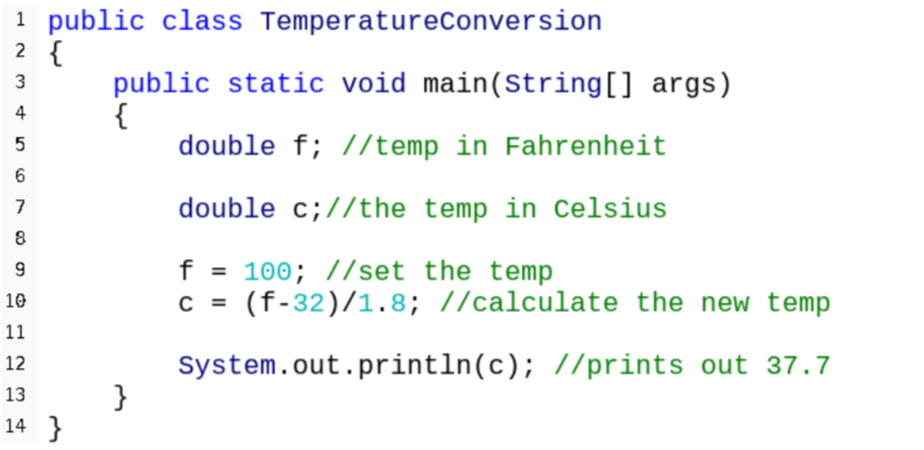 1 public class TemperatureConversion
2 {
3 public static void main(String[] args)
4 {
5 double f; //temp in Fahrenheit
6
7 double c;//the temp in Celsius
8
9 f = 100; //set the temp
10 c = (f-32)/1.8; //calculate the new temp
11
12 System.out.println(c); //prints out 37.7
13 }
14 }